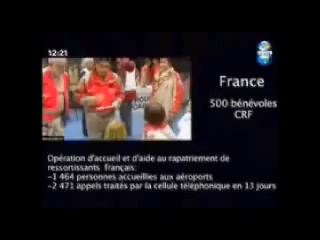 12:21
France
500 bénévoles
CRF
Opération d'accueil et d'aide au rapatriement de
ressortissants français:
-1 464 personnes accueillies aux aéroports
-2 471 appels traités par la cellule téléphonique en 13 jours